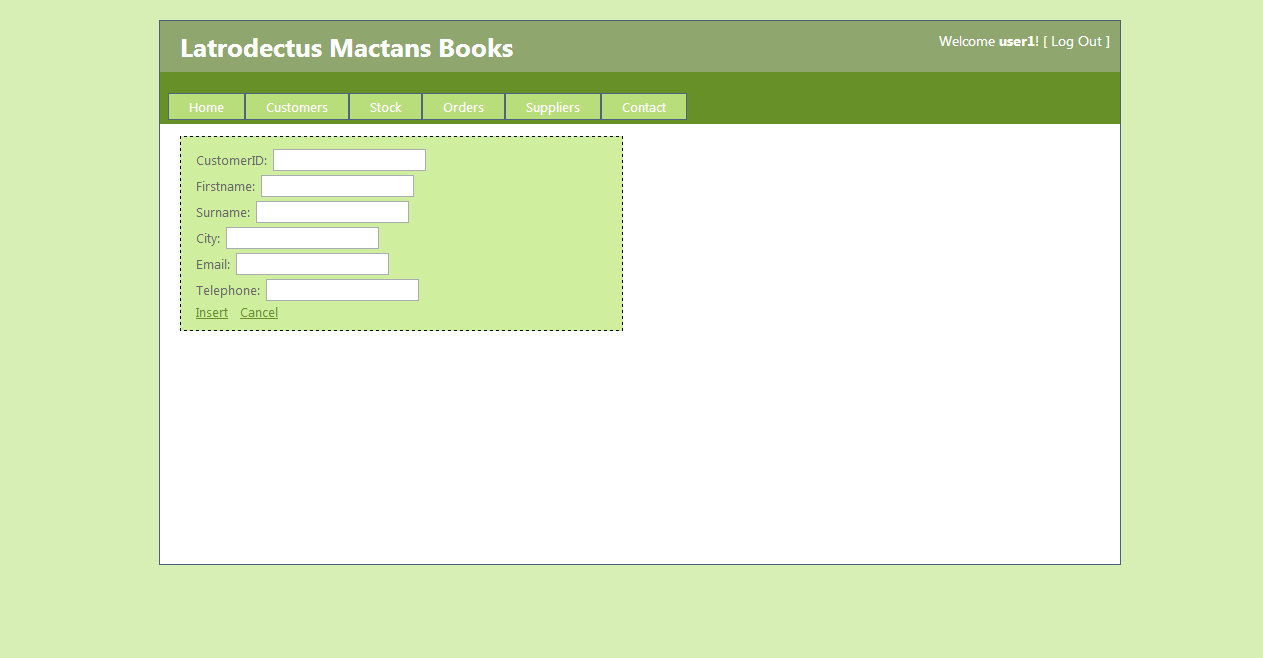 Latrodectus Mactans Books
Welcome user1! [ Log Out ]
Home Customers Stock Orders Suppliers Contact
CustomerID:
Firstname:
Surname:
City:
Email:
Telephone:
Insert Cancel